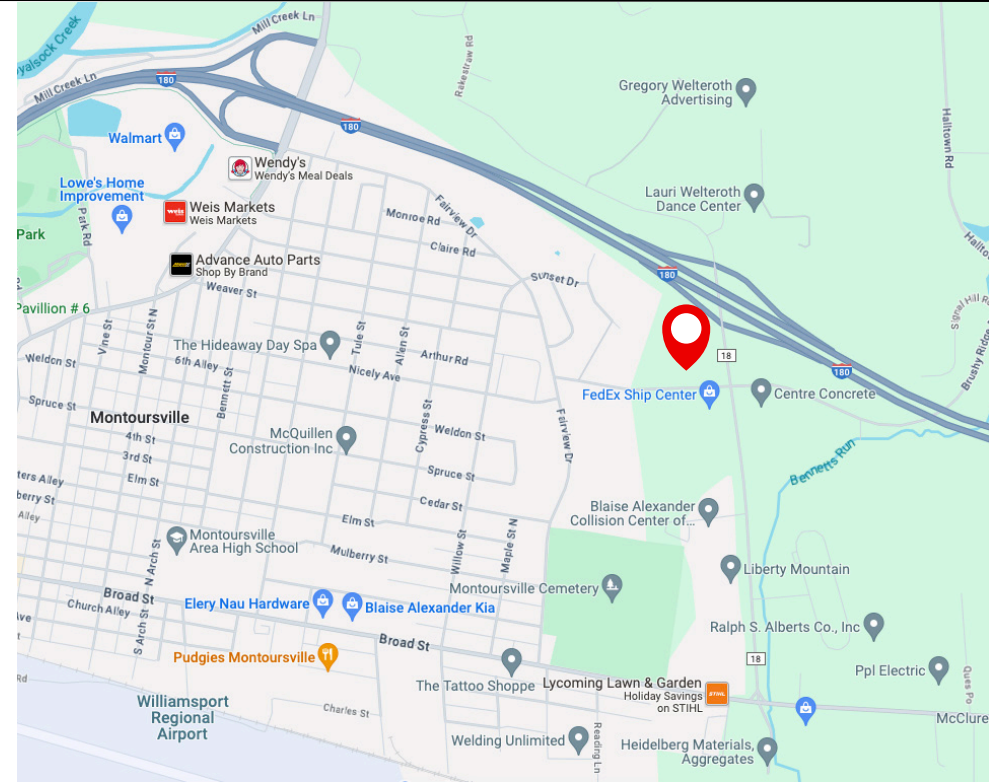 Mill Creek Ln
Mill Creek Ln
180
180
Rakestraw Rd
Gregory Welteroth
Advertising
Halltown Rd
Walmart
Wendy's
Wendy's Meal Deals
Lowe's Home
Improvement
Weis Markets
Weis Markets
Park Rd
Park
Lauri Welteroth
Dance Center
Fairview Dr
Monroe Rd
Claire Rd
Advance Auto Parts
Shop By Brand
Sunset Dr
180
Weaver St
Pavillion # 6
Signal Hill
Brushy Ridge
Vine St
Montour St N
The Hideaway Day Spa
Tule St
Allen St
Arthur Rd
18
Weldon St
6th Alley
Bennett St
Nicely Ave
180
FedEx Ship Center
Centre Concrete
Spruce St
Montoursville
Cypress St
Fairview Dr
4th St
McQuillen
Construction Inc
Weldon St
3rd St
Elm St
Spruce St
Bennetts Run
Cedar St
Elm St
Blaise Alexander
Collision Center of...
Montoursville
Area High School
N Arch St
Mulberry St
Willow St
Maple St N
Liberty Mountain
Montoursville Cemetery
Broad St
Church Alley
Elery Nau Hardware
Blaise Alexander Kia
S Arch St
Broad St
Ralph S. Alberts Co., Inc
Pudgies Montoursville
18
Ppl Electric
The Tattoo Shoppe
Lycoming Lawn & Garden
Holiday Savings
on STIHL
STIHL
Williamsport
Regional
Airport
Charles St
Ques Po
McClure
Welding Unlimited
Reading Ln
Heidelberg Materials,
Aggregates